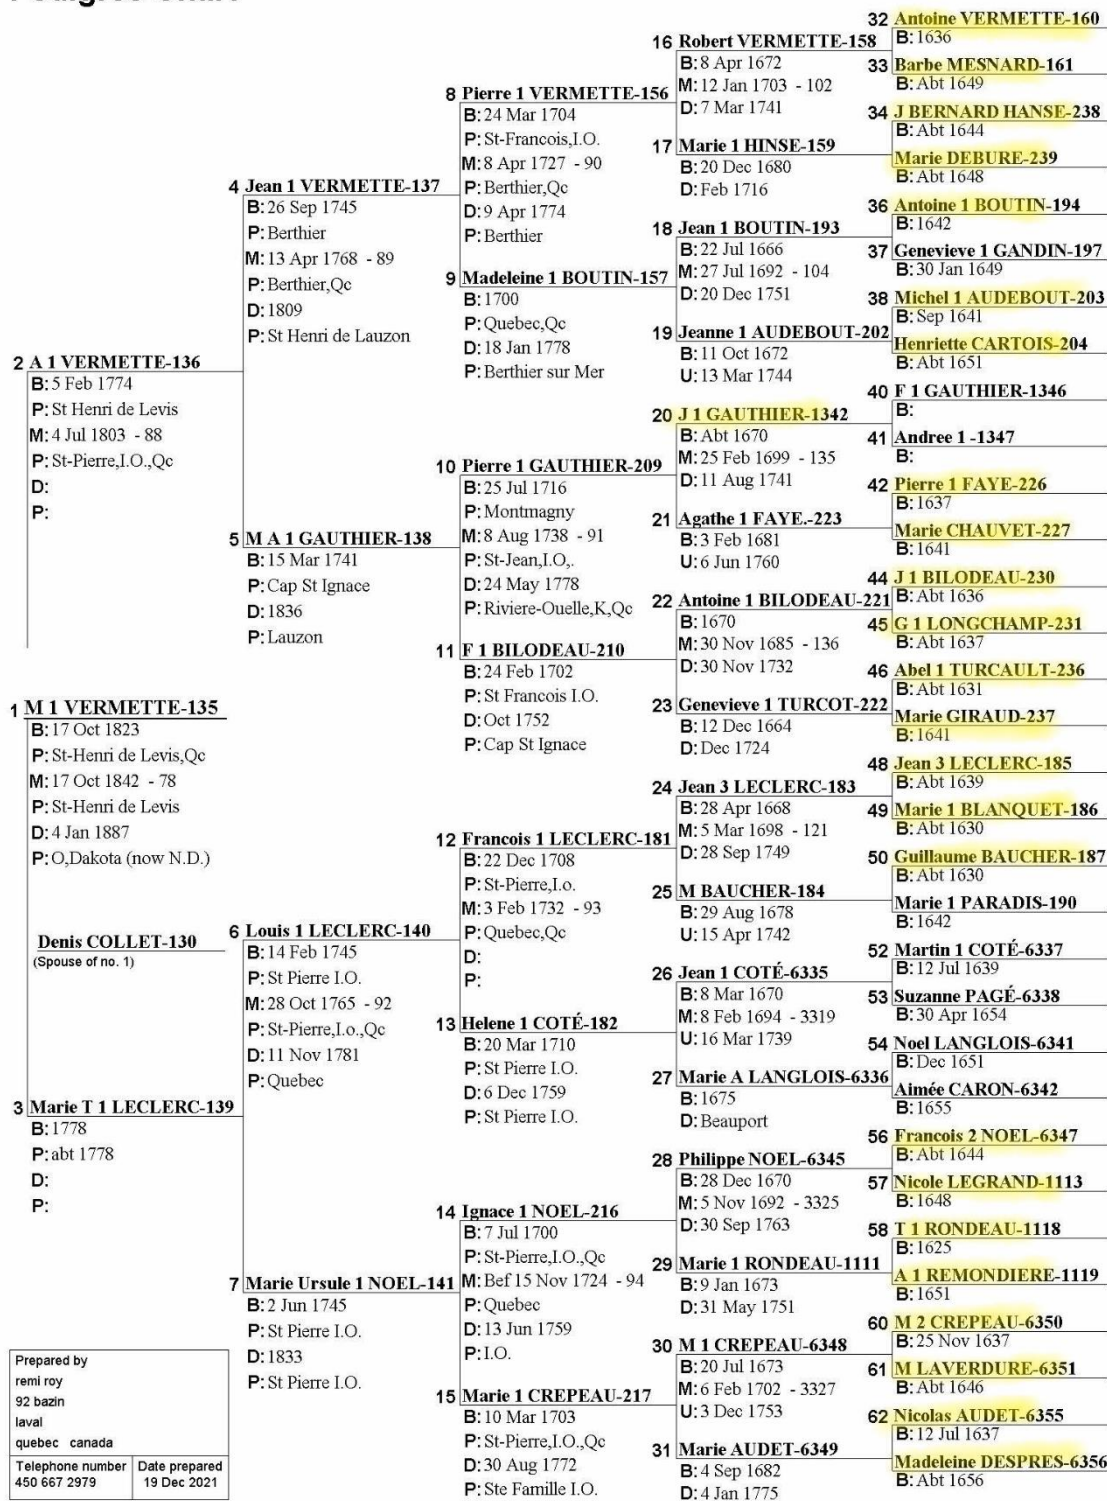 2 A 1 VERMETTE-136
B: 5 Feb 1774
P: St Henri de Levis
M: 4 Jul 1803 - 88
P: St-Pierre,I.O.,Qc
D:
P:
1 M 1 VERMETTE-135
B: 17 Oct 1823
P: St-Henri de Levis,Qc
M: 17 Oct 1842 - 78
P: St-Henri de Levis
D: 4 Jan 1887
P: O,Dakota (now N.D.)
Denis COLLET-130
(Spouse of no. 1)
3 Marie T 1 LECLERC-139
B: 1778
P: abt 1778
D:
P:
Prepared by
remi roy
92 bazin
laval
quebec canada
Telephone number
450 667 2979
Date prepared
19 Dec 2021
4 Jean 1 VERMETTE-137
B: 26 Sep 1745
P: Berthier
M: 13 Apr 1768 - 89
P: Berthier,Qc
D: 1809
P: St Henri de Lauzon
5 M A 1 GAUTHIER-138
B: 15 Mar 1741
P: Cap St Ignace
D: 1836
P: Lauzon
6 Louis 1 LECLERC-140
B: 14 Feb 1745
P: St Pierre I.O.
M: 28 Oct 1765 - 92
P: St-Pierre,I.o.,Qc
D: 11 Nov 1781
P: Quebec
7 Marie Ursule 1 NOEL-141
B: 2 Jun 1745
P: St Pierre I.O.
D: 1833
P: St Pierre I.O.
8 Pierre 1 VERMETTE-156
B: 24 Mar 1704
P: St-Francois,I.O.
M: 8 Apr 1727 - 90
P: Berthier,Qc
D: 9 Apr 1774
P: Berthier
9 Madeleine 1 BOUTIN-157
B: 1700
P: Quebec,Qc
D: 18 Jan 1778
P: Berthier sur Mer
10 Pierre 1 GAUTHIER-209
B: 25 Jul 1716
P: Montmagny
M: 8 Aug 1738 - 91
P: St-Jean,I.O,.
D: 24 May 1778
P: Riviere-Ouelle,K,Qc
11 F 1 BILODEAU-210
B: 24 Feb 1702
P: St Francois I.O.
D: Oct 1752
P: Cap St Ignace
12 Francois 1 LECLERC-181
B: 22 Dec 1708
P: St-Pierre,I.o.
M: 3 Feb 1732 - 93
P: Quebec,Qc
D:
P:
13 Helene 1 COTÉ-182
B: 20 Mar 1710
P: St Pierre I.O.
D: 6 Dec 1759
P: St Pierre I.O.
14 Ignace 1 NOEL-216
B: 7 Jul 1700
P: St-Pierre,I.O.,Qc
M: Bef 15 Nov 1724 - 94
P: Quebec
D: 13 Jun 1759
P: I.O.
15 Marie 1 CREPEAU-217
B: 10 Mar 1703
P: St-Pierre,I.O.,Qc
D: 30 Aug 1772
P: Ste Famille I.O.
16 Robert VERMETTE-158
B: 8 Apr 1672
M: 12 Jan 1703 - 102
D: 7 Mar 1741
17 Marie 1 HINSE-159
B: 20 Dec 1680
D: Feb 1716
18 Jean 1 BOUTIN-193
B: 22 Jul 1666
M: 27 Jul 1692 - 104
D: 20 Dec 1751
19 Jeanne 1 AUDEBOUT-202
B: 11 Oct 1672
U: 13 Mar 1744
20 J 1 GAUTHIER-1342
B: Abt 1670
M: 25 Feb 1699 - 135
D: 11 Aug 1741
21 Agathe 1 FAYE.-223
B: 3 Feb 1681
U: 6 Jun 1760
22 Antoine 1 BILODEAU-221
B: 1670
M: 30 Nov 1685 - 136
D: 30 Nov 1732
23 Genevieve 1 TURCOT-222
B: 12 Dec 1664
D: Dec 1724
24 Jean 3 LECLERC-183
B: 28 Apr 1668
M: 5 Mar 1698 - 121
D: 28 Sep 1749
25 M BAUCHER-184
B: 29 Aug 1678
U: 15 Apr 1742
26 Jean 1 COTÉ-6335
B: 8 Mar 1670
M: 8 Feb 1694 - 3319
U: 16 Mar 1739
27 Marie A LANGLOIS-6336
B: 1675
D: Beauport
28 Philippe NOEL-6345
B: 28 Dec 1670
M: 5 Nov 1692 - 3325
D: 30 Sep 1763
29 Marie 1 RONDEAU-1111
B: 9 Jan 1673
D: 31 May 1751
30 M 1 CREPEAU-6348
B: 20 Jul 1673
M: 6 Feb 1702 - 3327
U: 3 Dec 1753
31 Marie AUDET-6349
B: 4 Sep 1682
D: 4 Jan 1775
32 Antoine VERMETTE-160
B: 1636
33 Barbe MESNARD-161
B: Abt 1649
34 J BERNARD HANSE-238
B: Abt 1644
Marie DEBURE-239
B: Abt 1648
36 Antoine 1 BOUTIN-194
B: 1642
37 Genevieve 1 GANDIN-197
B: 30 Jan 1649
38 Michel 1 AUDEBOUT-203
B: Sep 1641
Henriette CARTOIS-204
B: Abt 1651
40 F 1 GAUTHIER-1346
B:
41 Andree 1 -1347
B:
42 Pierre 1 FAYE-226
B: 1637
Marie CHAUVET-227
B: 1641
44 J 1 BILODEAU-230
B: Abt 1636
45 G 1 LONGCHAMP-231
B: Abt 1637
46 Abel 1 TURCAULT-236
B: Abt 1631
Marie GIRAUD-237
B: 1641
48 Jean 3 LECLERC-185
B: Abt 1639
49 Marie 1 BLANQUET-186
B: Abt 1630
50 Guillaume BAUCHER-187
B: Abt 1630
Marie 1 PARADIS-190
B: 1642
52 Martin 1 COTÉ-6337
B: 12 Jul 1639
53 Suzanne PAGÉ-6338
B: 30 Apr 1654
54 Noel LANGLOIS-6341
B: Dec 1651
Aimée CARON-6342
B: 1655
56 Francois 2 NOEL-6347
B: Abt 1644
57 Nicole LEGRAND-1113
B: 1648
58 T 1 RONDEAU-1118
B: 1625
A 1 REMONDIERE-1119
B: 1651
60 M 2 CREPEAU-6350
B: 25 Nov 1637
61 M LAVERDURE-6351
B: Abt 1646
62 Nicolas AUDET-6355
B: 12 Jul 1637
Madeleine DESPRES-6356
B: Abt 1656